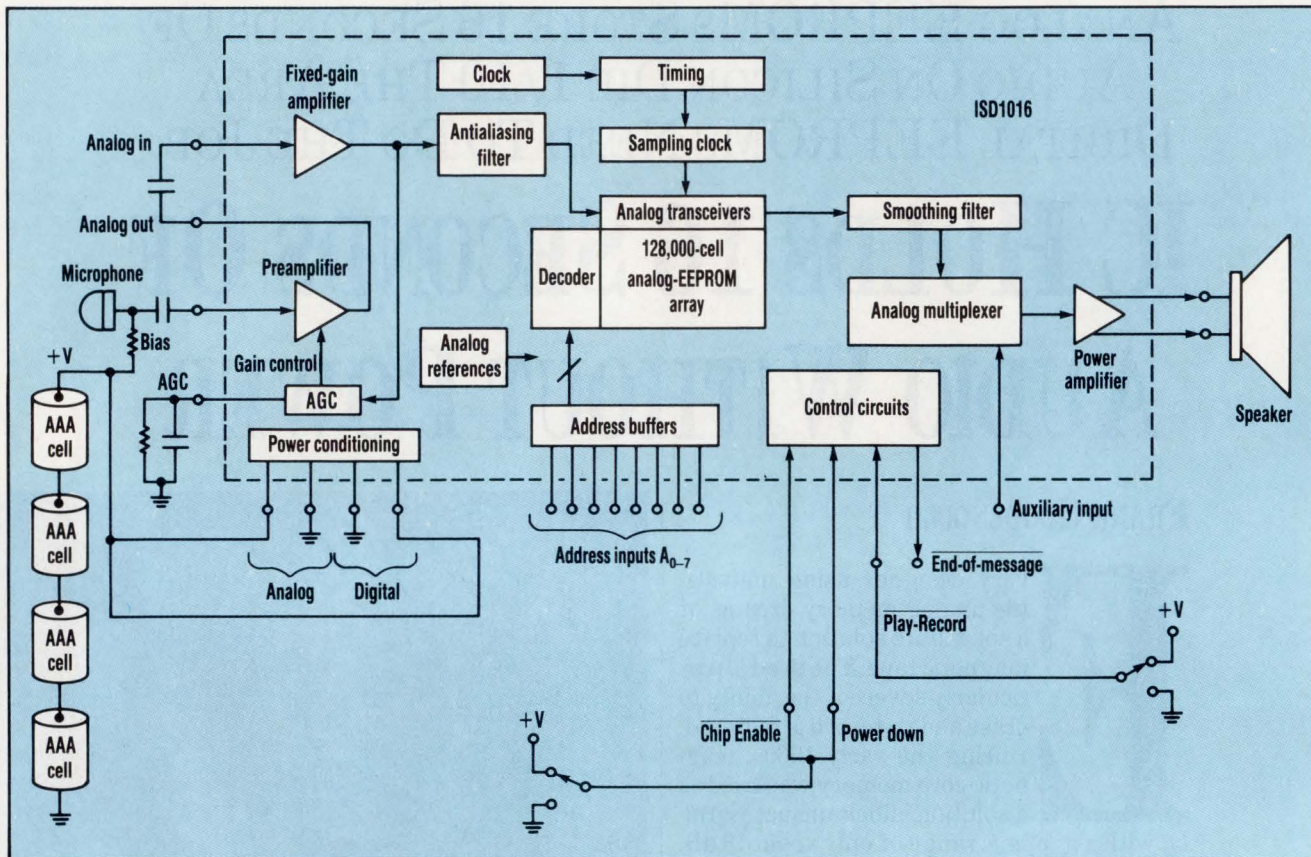 Fixed-gain
amplifier
Clock
Timing
ISD1016
Analog in
Antialiasing
filter
Sampling clock
Analog out
Analog transceivers
Smoothing filter
Microphone
Preamplifier
Decoder
128,000-cell
analog-EEPROM
array
Analog multiplexer
+V
Bias
Gain control
Analog
references
Power
amplifier
Speaker
AGC
AGC
Control circuits
AAA
cell
Power conditioning
Address buffers
Auxiliary input
AAA
cell
Analog
Digital
Address inputs A0–7
End-of-message
Play-Record
+V
AAA
cell
+V
Chip Enable
Power down
AAA
cell